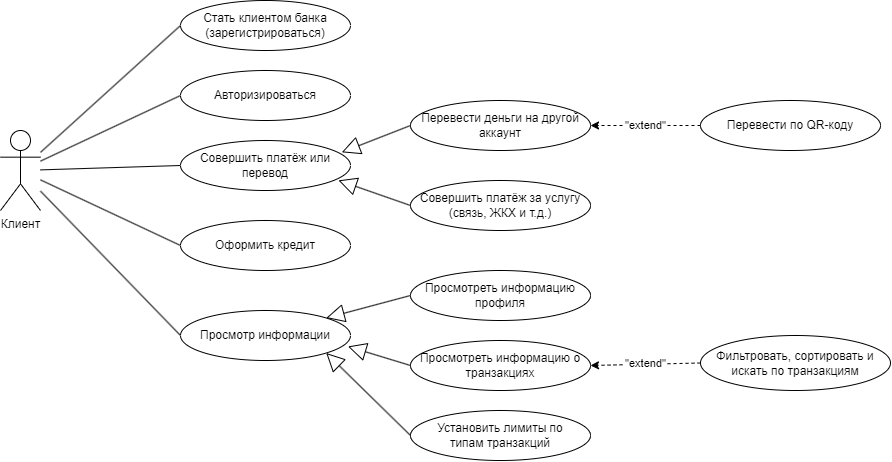 Стать клиентом банка
(зарегистрироваться)
Авторизироваться
Перевести деньги на другой
аккаунт
"extend"
Перевести по QR-коду
Совершить платёж или
перевод
Совершить платёж за услугу
(связь, ЖКХ и т.д.)
Клиент
Оформить кредит
Просмотреть информацию
профиля
Просмотр информации
Просмотреть информацию о
транзакциях
"extend"
Фильтровать, сортировать и
искать по транзакциям
Установить лимиты по
типам транзакций